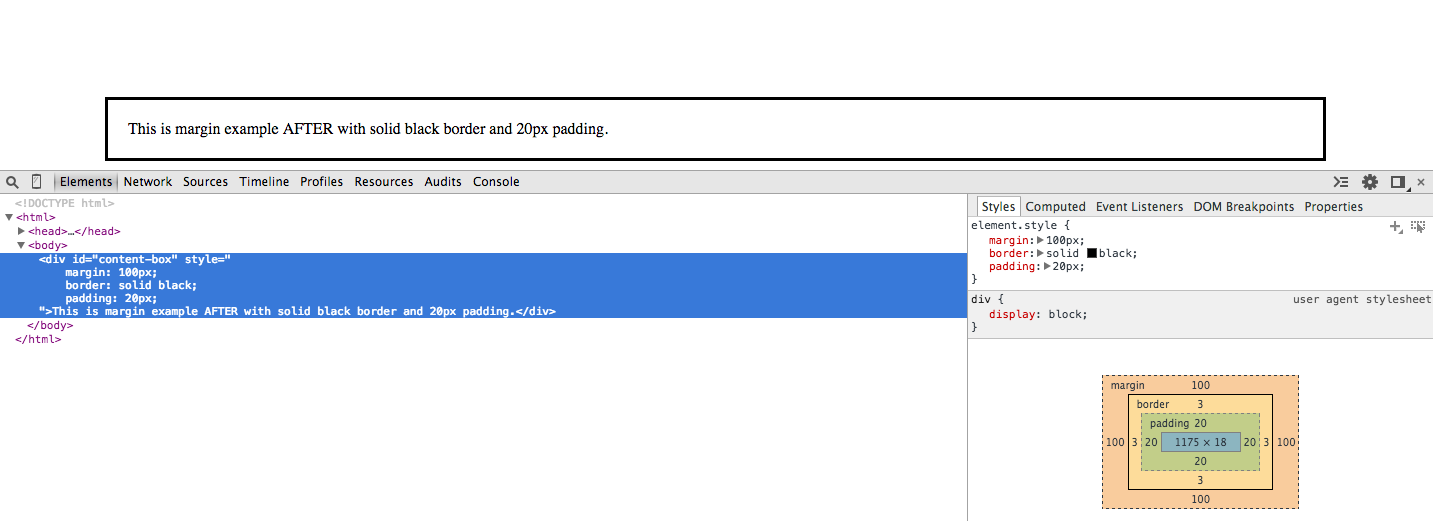 This is margin example AFTER with solid black border and 20px padding.
Elements Network Sources Timeline Profiles Resources Audits Console
<!DOCTYPE html>
<html>
<head>…</head>
<body>
<div id="content-box" style="
margin: 100px;
border: solid black;
padding: 20px;
">This is margin example AFTER with solid black border and 20px padding.</div>
</body>
</html>
Styles Computed Event Listeners DOM Breakpoints Properties
element.style {
margin: 100px;
border: solid black;
padding: 20px;
}
div { user agent stylesheet
display: block;
}
margin 100
border 3
padding 20
100 3 20 1175 × 18 20 3 100
20
3
100